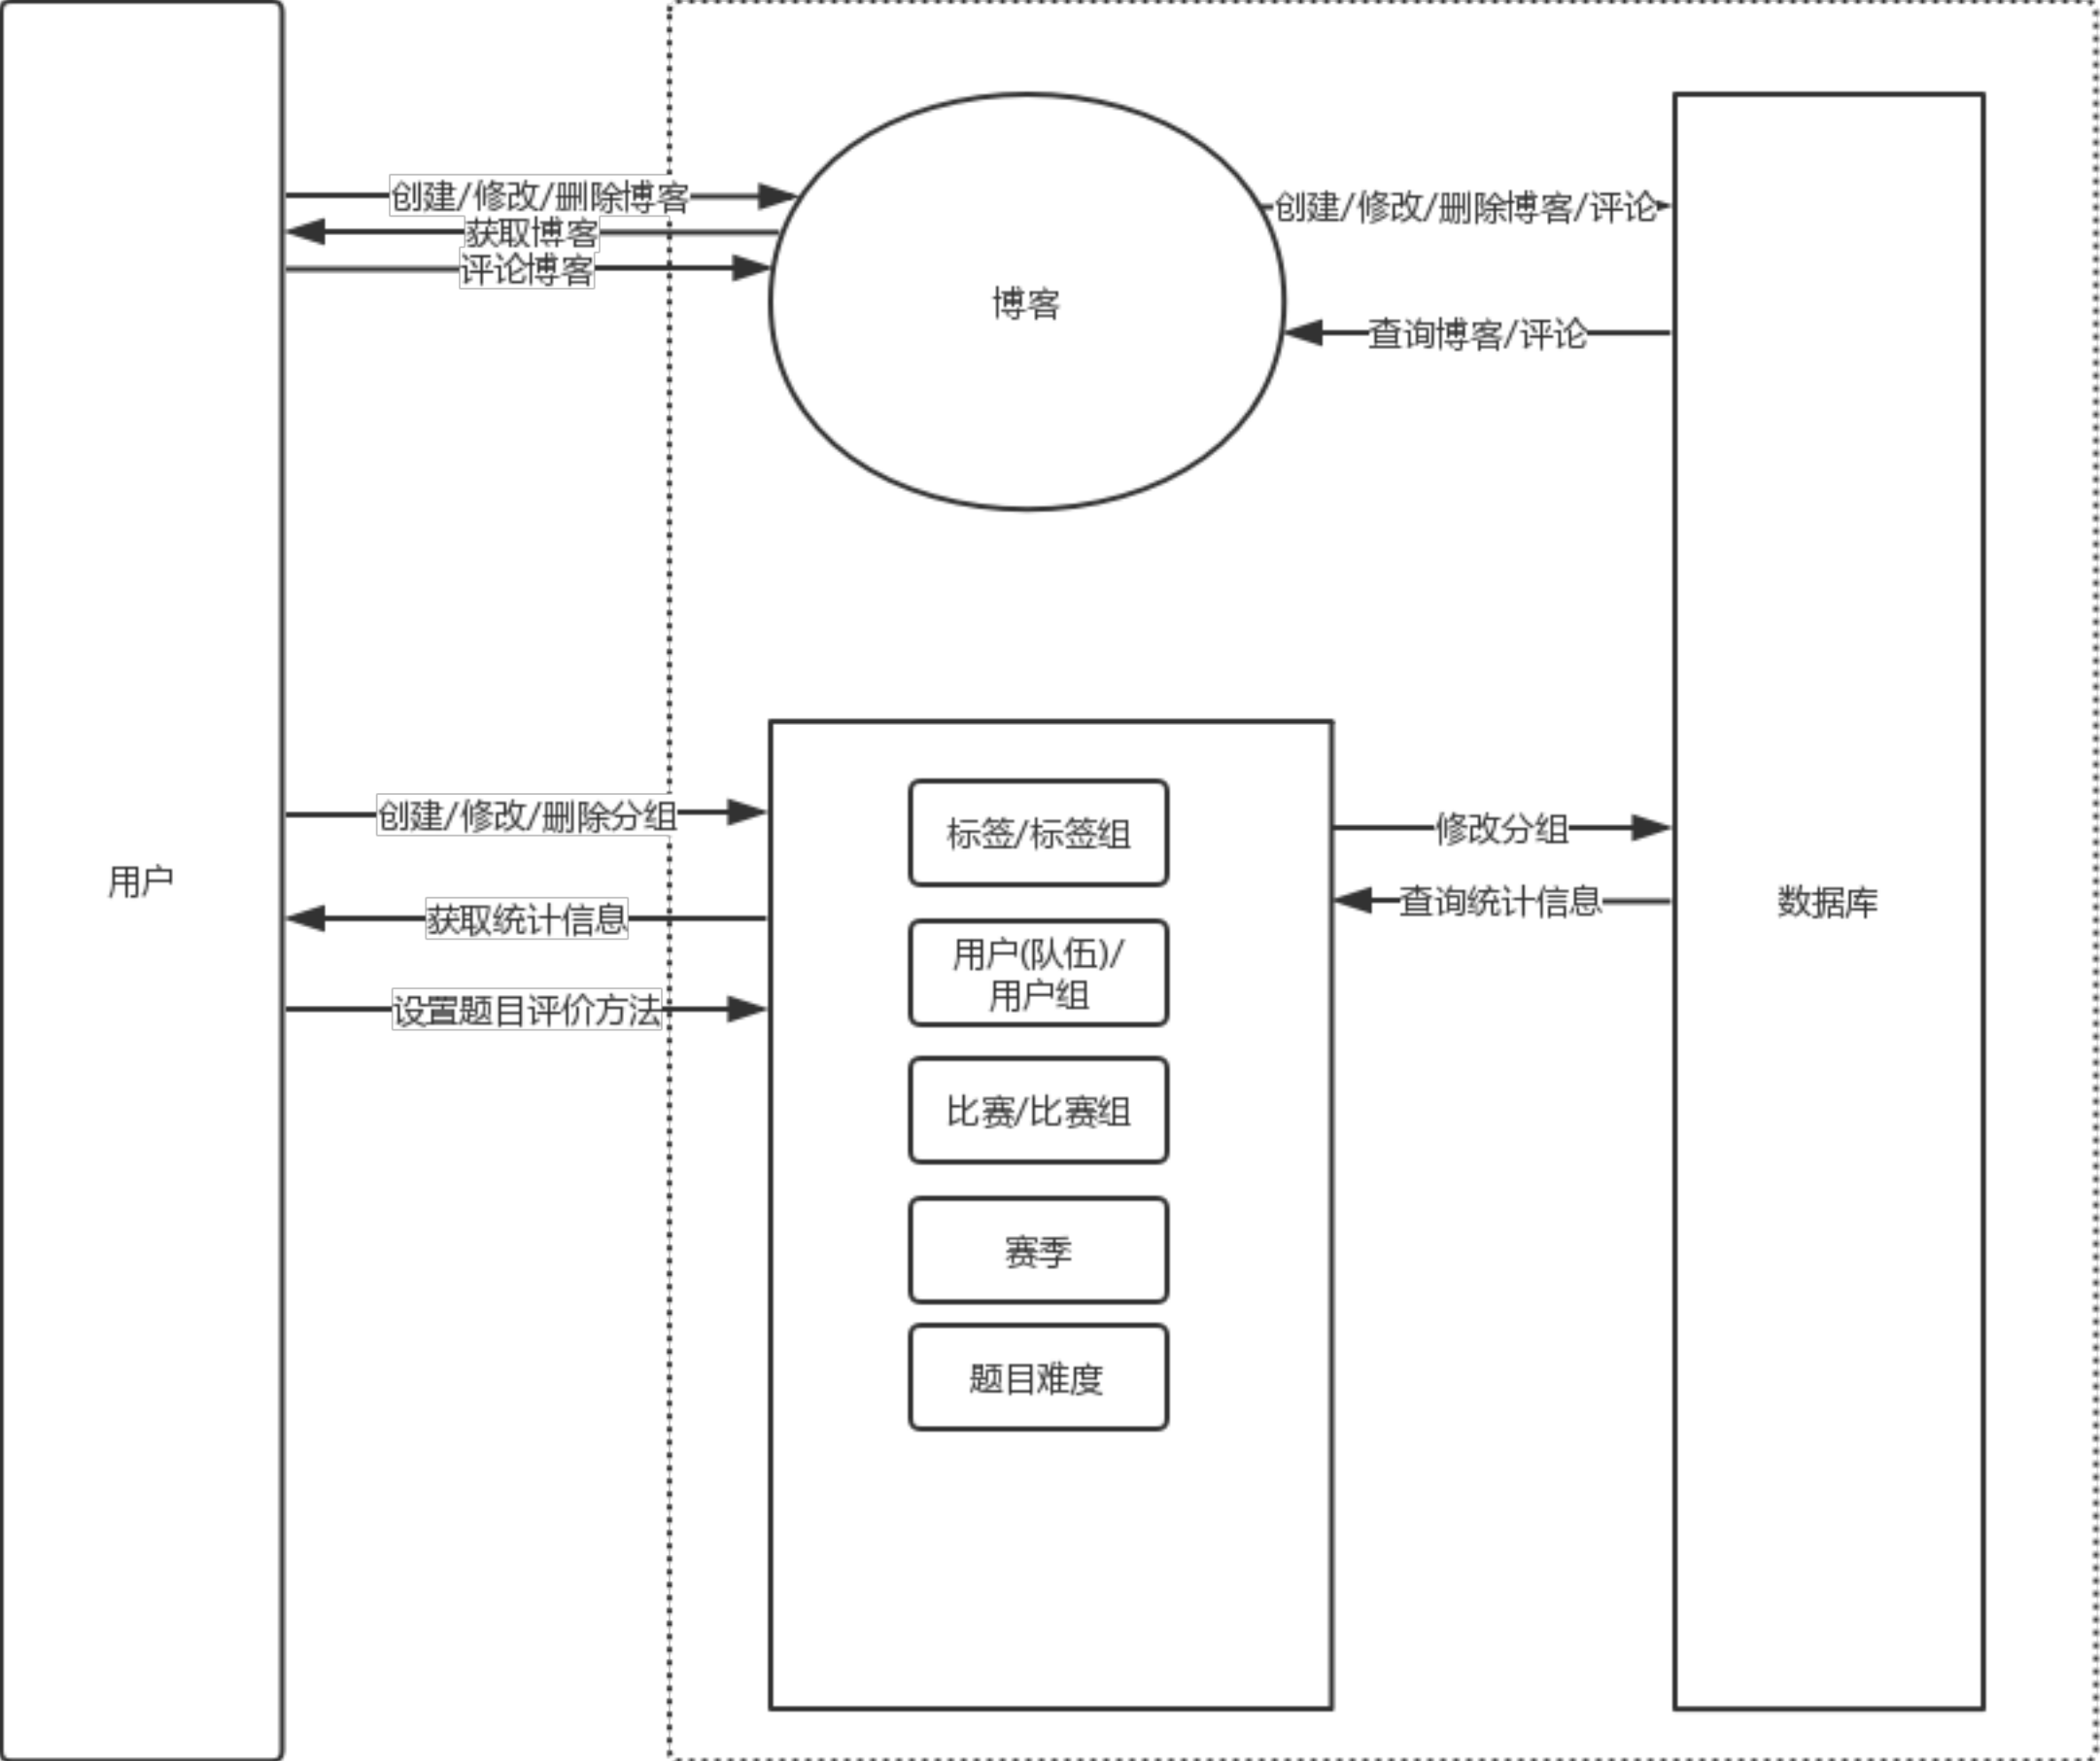 创建/修改/删除博客
获取博客
评论博客
博客
创建/修改/删除博客/评论
查询博客/评论
用户
创建/修改/删除分组
获取统计信息
设置题目评价方法
标签/标签组
用户(队伍)/
用户组
比赛/比赛组
赛季
题目难度
修改分组
查询统计信息
数据库